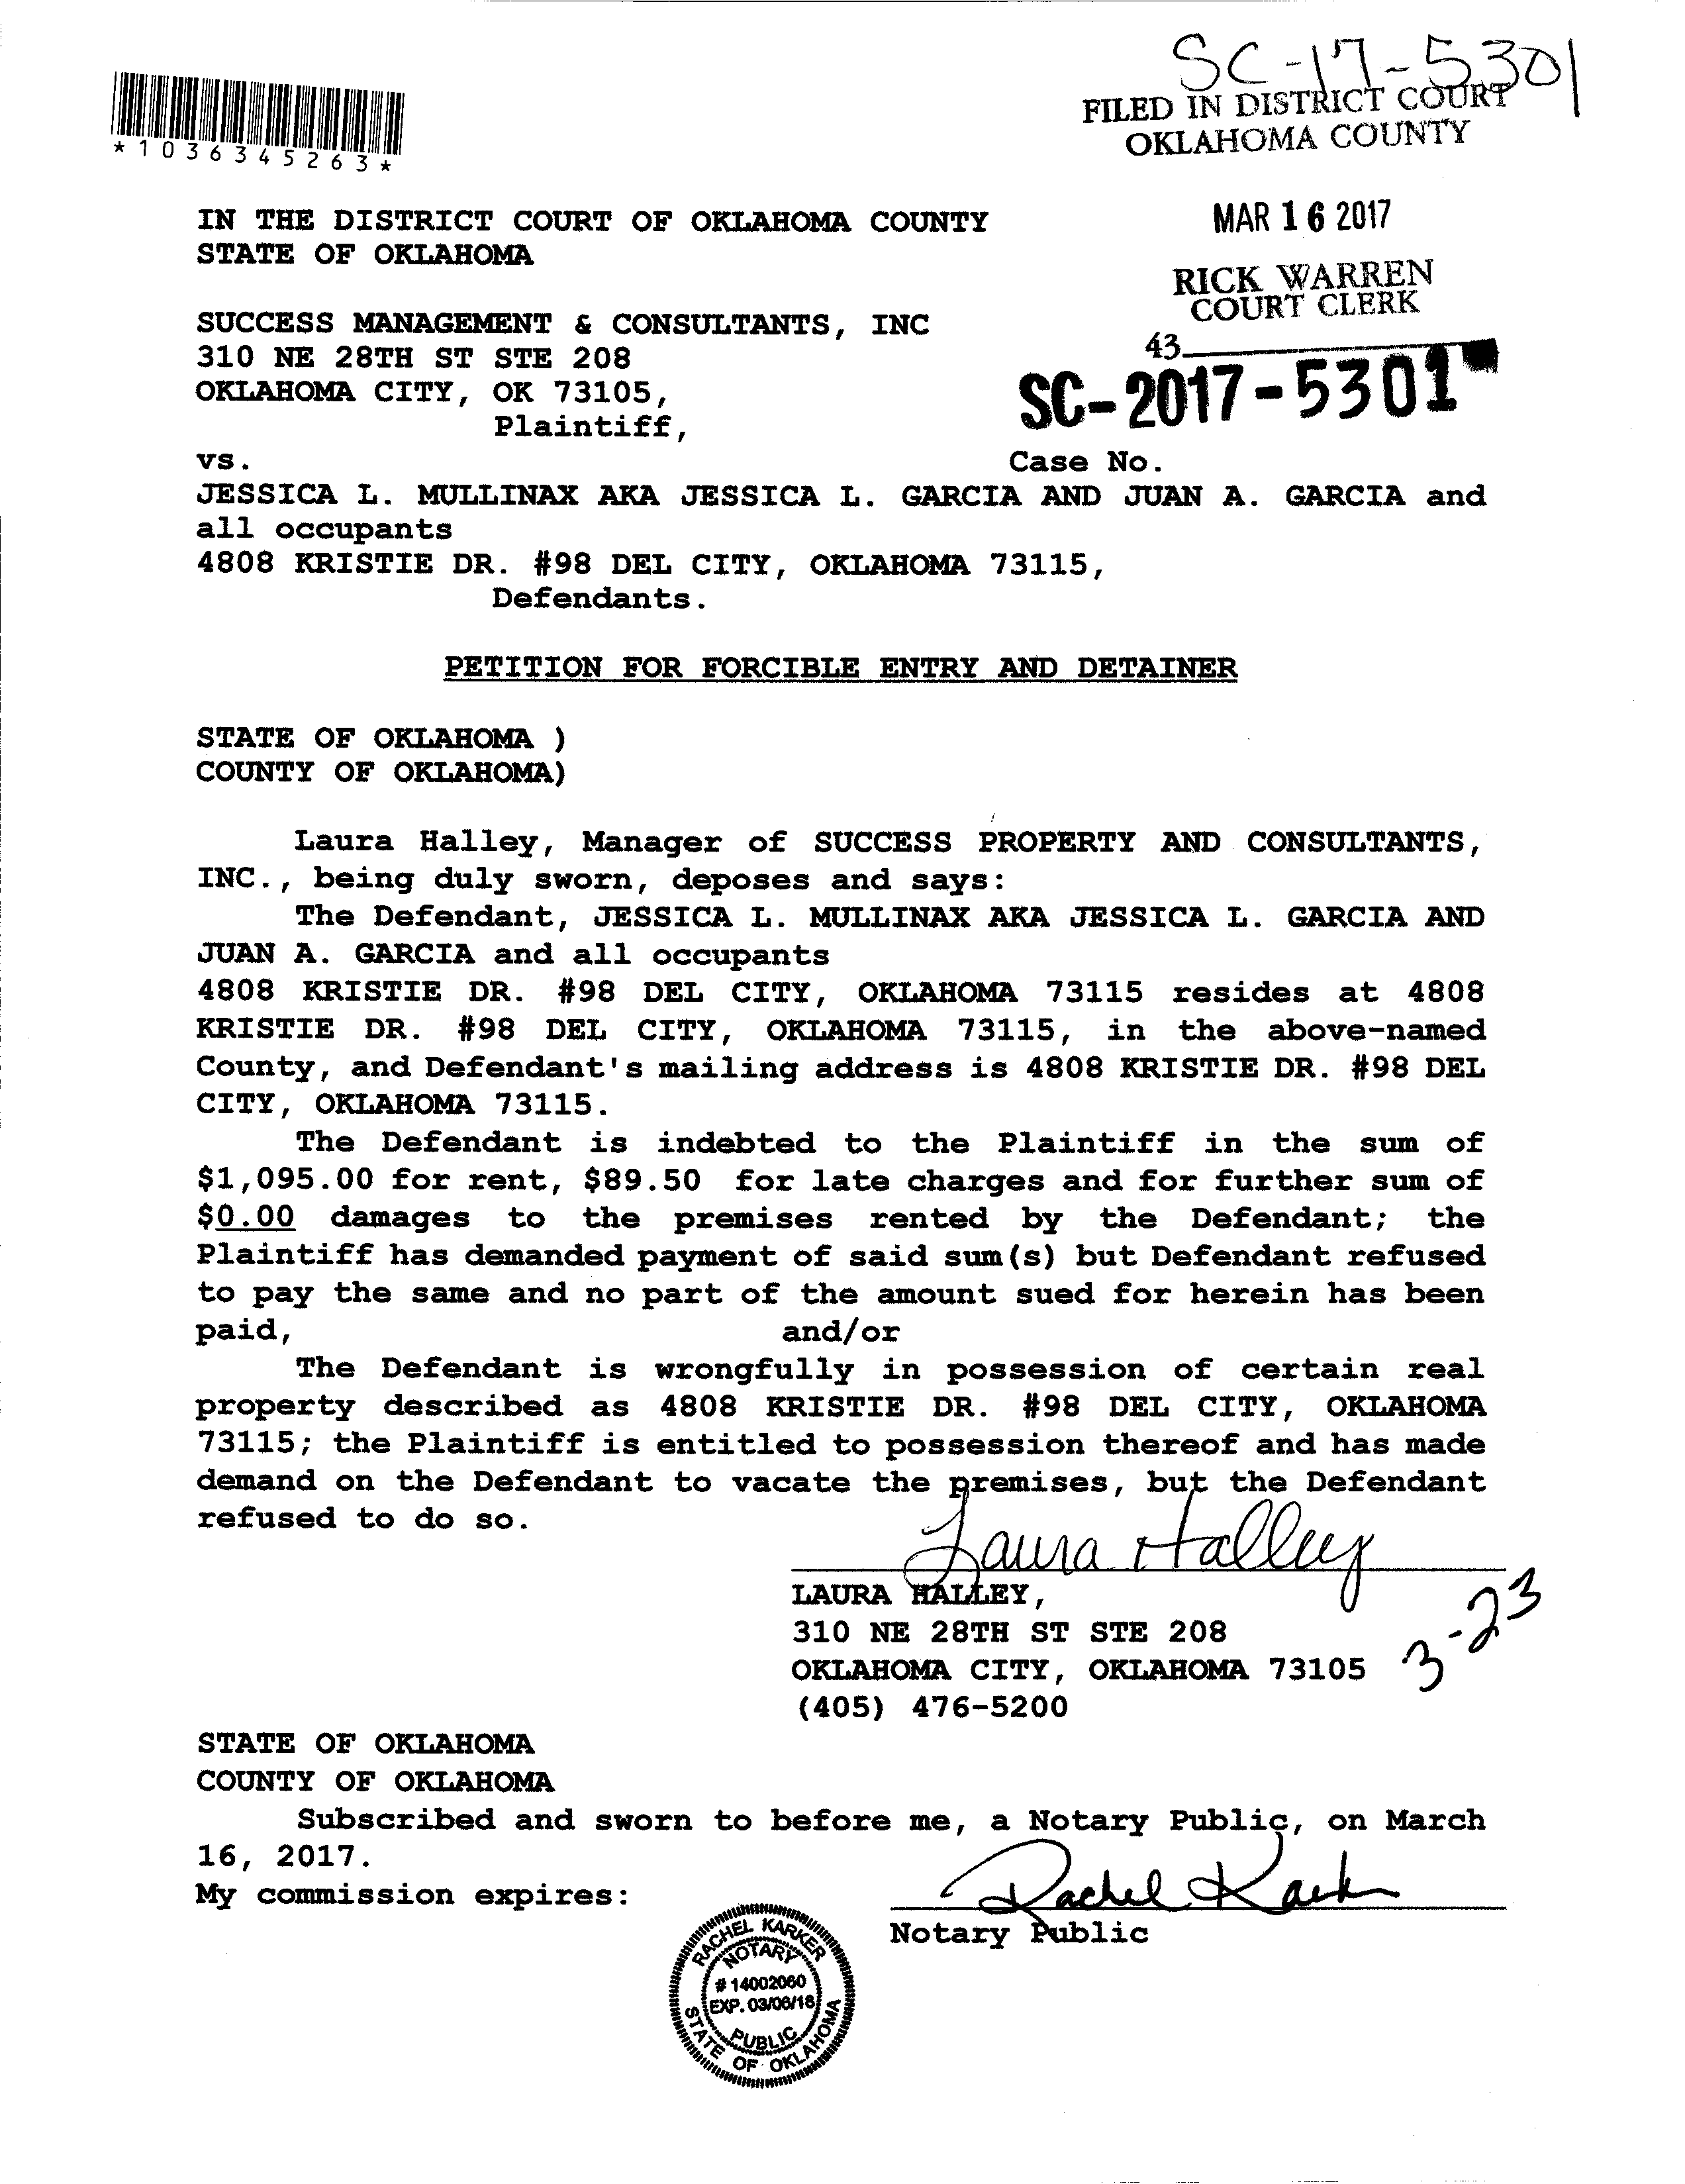 SC-17-5301
FILED IN DISTRICT COURT
OKLAHOMA COUNTY
*1036345263*
MAR 16 2017
RICK WARREN
COURT CLERK
43
SC-2017-5301
IN THE DISTRICT COURT OF OKLAHOMA COUNTY
STATE OF OKLAHOMA
SUCCESS MANAGEMENT & CONSULTANTS, INC
310 NE 28TH ST STE 208
OKLAHOMA CITY, OK 73105,
Plaintiff,
vs. Case No.
JESSICA L. MULLINAX AKA JESSICA L. GARCIA AND JUAN A. GARCIA and
all occupants
4808 KRISTIE DR. #98 DEL CITY, OKLAHOMA 73115,
Defendants.
PETITION FOR FORCIBLE ENTRY AND DETAINER
STATE OF OKLAHOMA )
COUNTY OF OKLAHOMA)
Laura Halley, Manager of SUCCESS PROPERTY AND CONSULTANTS,
INC., being duly sworn, deposes and says:
The Defendant, JESSICA L. MULLINAX AKA JESSICA L. GARCIA AND
JUAN A. GARCIA and all occupants
4808 KRISTIE DR. #98 DEL CITY, OKLAHOMA 73115 resides at 4808
KRISTIE DR. #98 DEL CITY, OKLAHOMA 73115, in the above-named
County, and Defendant's mailing address is 4808 KRISTIE DR. #98 DEL
CITY, OKLAHOMA 73115.
The Defendant is indebted to the Plaintiff in the sum of
$1,095.00 for rent, $89.50 for late charges and for further sum of
$0.00 damages to the premises rented by the Defendant; the
Plaintiff has demanded payment of said sum(s) but Defendant refused
to pay the same and no part of the amount sued for herein has been
paid, and/or
The Defendant is wrongfully in possession of certain real
property described as 4808 KRISTIE DR. #98 DEL CITY, OKLAHOMA
73115; the Plaintiff is entitled to possession thereof and has made
demand on the Defendant to vacate the premises, but the Defendant
refused to do so.
Laura Halley
LAURA HALLEY,
310 NE 28TH ST STE 208
OKLAHOMA CITY, OKLAHOMA 73105
(405) 476-5200
3-23
STATE OF OKLAHOMA
COUNTY OF OKLAHOMA
Subscribed and sworn to before me, a Notary Public, on March
16, 2017.
My commission expires:
Rachel Karker
Notary Public
RACHEL KARKER
NOTARY
# 14002060
EXP. 03/06/18
PUBLIC
STATE OF OKLAHOMA